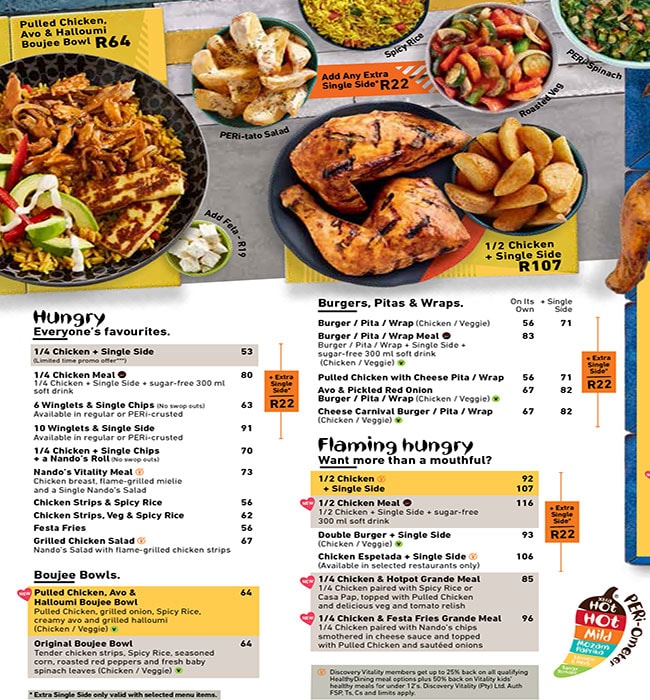 Pulled Chicken,
Avo & Halloumi
Boujee Bowl R64
Spicy Rice
PERi-Spinach
Add Any Extra
Single Side* R22
PERi-tato Salad
Roasted Veg
Add Feta - R19
1/2 Chicken
+ Single Side
R107
Hungry
Everyone's favourites.
1/4 Chicken + Single Side 53
(Limited time promo offer***)
1/4 Chicken Meal 80
1/4 Chicken + Single Side + sugar-free 300 ml
soft drink
6 Winglets & Single Chips (No swop outs) 63
Available in regular or PERi-crusted
10 Winglets & Single Side 91
Available in regular or PERi-crusted
1/4 Chicken + Single Chips 70
+ a Nando's Roll (No swop outs)
Nando's Vitality Meal 73
Chicken breast, flame-grilled mielie
and a Single Nando's Salad
Chicken Strips & Spicy Rice 56
Chicken Strips, Veg & Spicy Rice 62
Festa Fries 56
Grilled Chicken Salad 67
Nando's Salad with flame-grilled chicken strips
+ Extra
Single
Side*
R22
Boujee Bowls.
NEW
Pulled Chicken, Avo & 64
Halloumi Boujee Bowl
Pulled Chicken, grilled onion, Spicy Rice,
creamy avo and grilled halloumi
(Chicken / Veggie)
Original Boujee Bowl 64
Tender chicken strips, Spicy Rice, seasoned
corn, roasted red peppers and fresh baby
spinach leaves (Chicken / Veggie)
* Extra Single Side only valid with selected menu items.
Burgers, Pitas & Wraps. On Its + Single
Own Side
Burger / Pita / Wrap (Chicken / Veggie) 56 71
Burger / Pita / Wrap Meal 83
Burger / Pita / Wrap + Single Side +
sugar-free 300 ml soft drink
(Chicken / Veggie)
Pulled Chicken with Cheese Pita / Wrap 56 71
Avo & Pickled Red Onion 67 82
Burger / Pita / Wrap (Chicken / Veggie)
Cheese Carnival Burger / Pita / Wrap 67 82
(Chicken / Veggie)
+ Extra
Single
Side*
R22
Flaming hungry
Want more than a mouthful?
1/2 Chicken 92
+ Single Side 107
NEW
1/2 Chicken Meal 116
1/2 Chicken + Single Side + sugar-free
300 ml soft drink
Double Burger + Single Side 93
(Chicken / Veggie)
Chicken Espetada + Single Side 106
(Available in selected restaurants only)
NEW
1/4 Chicken & Hotpot Grande Meal 85
1/4 Chicken paired with Spicy Rice or
Casa Pap, topped with Pulled Chicken
and delicious veg and tomato relish
NEW
1/4 Chicken & Festa Fries Grande Meal 96
1/4 Chicken paired with Nando's chips
smothered in cheese sauce and topped
with Pulled Chicken and sautéed onions
+ Extra
Single
Side*
R22
Discovery Vitality members get up to 25% back on all qualifying
HealthyDining meal options plus 50% back on Vitality kids'
healthy meals for under 12's. Discovery Vitality (Pty) Ltd. Auth
FSP, Ts, Cs and limits apply.
PERi-Ometer
Hot
Hot
Mild